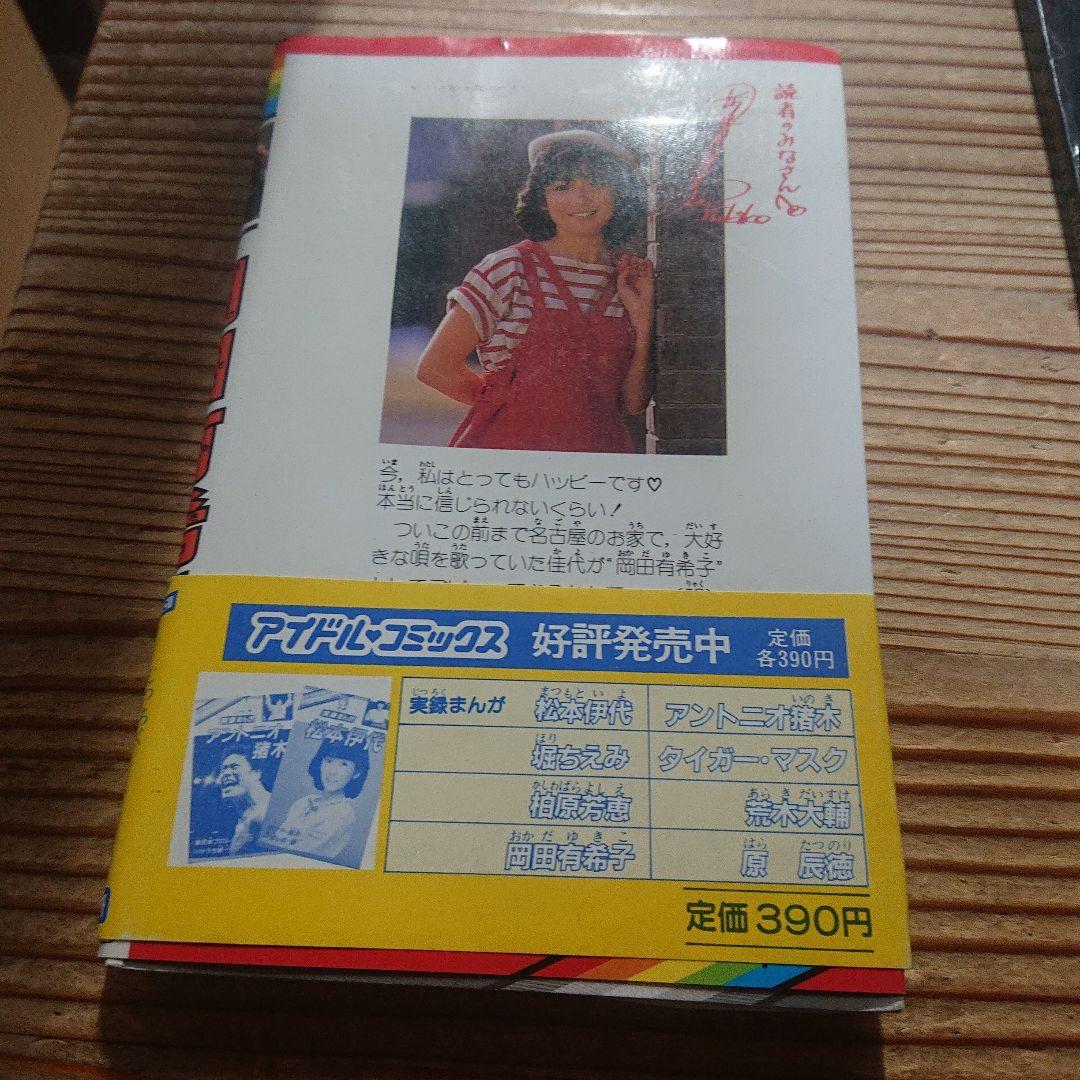 読者のみなさんへ
今，私はとってもハッピーです♡
本当に信じられないくらい！
ついこの前まで名古屋のお家で，大好
きな唄を歌っていた佳代が“岡田有希子”
アイドル・コミックス 好評発売中 定価 各390円
実録まんが 松本伊代 アントニオ猪木
堀ちえみ タイガー・マスク
柏原芳恵 荒木大輔
岡田有希子 原 辰徳
アントニオ猪木
松本伊代
定価390円